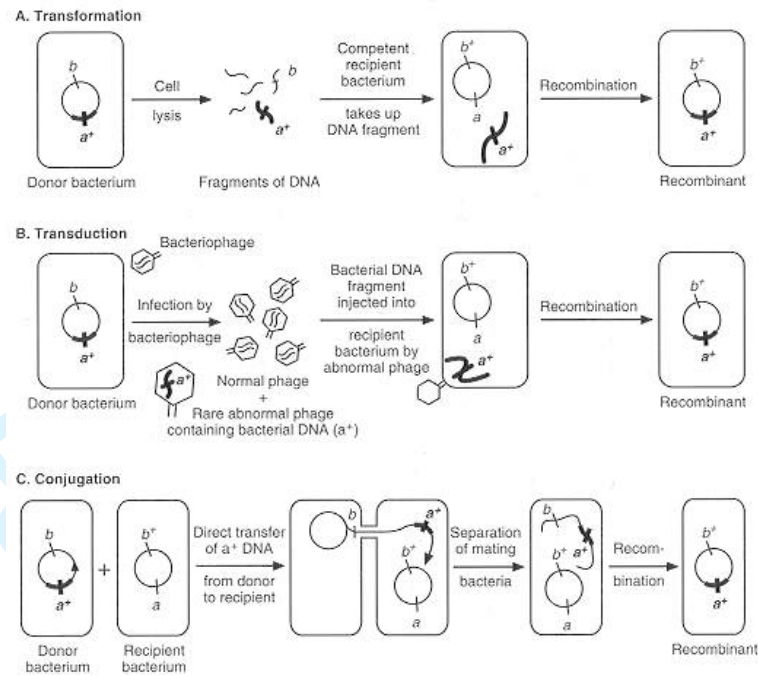 A. Transformation
b
a+
Donor bacterium
Cell
lysis
b
a+
Fragments of DNA
Competent
recipient
bacterium
takes up
DNA fragment
b+
a
a+
Recombination
b+
a+
Recombinant
B. Transduction
Bacteriophage
b
a+
Donor bacterium
Infection by
bacteriophage
a+
Normal phage
+
Rare abnormal phage
containing bacterial DNA (a+)
Bacterial DNA
fragment
injected into
recipient
bacterium by
abnormal phage
b+
a
a+
Recombination
b+
a+
Recombinant
C. Conjugation
b
a+
Donor
bacterium
+
b+
a
Recipient
bacterium
Direct transfer
of a+ DNA
from donor
to recipient
b
a+
b+
a
Separation
of mating
bacteria
b
b+ a+
a
Recom-
bination
b+
a+
Recombinant